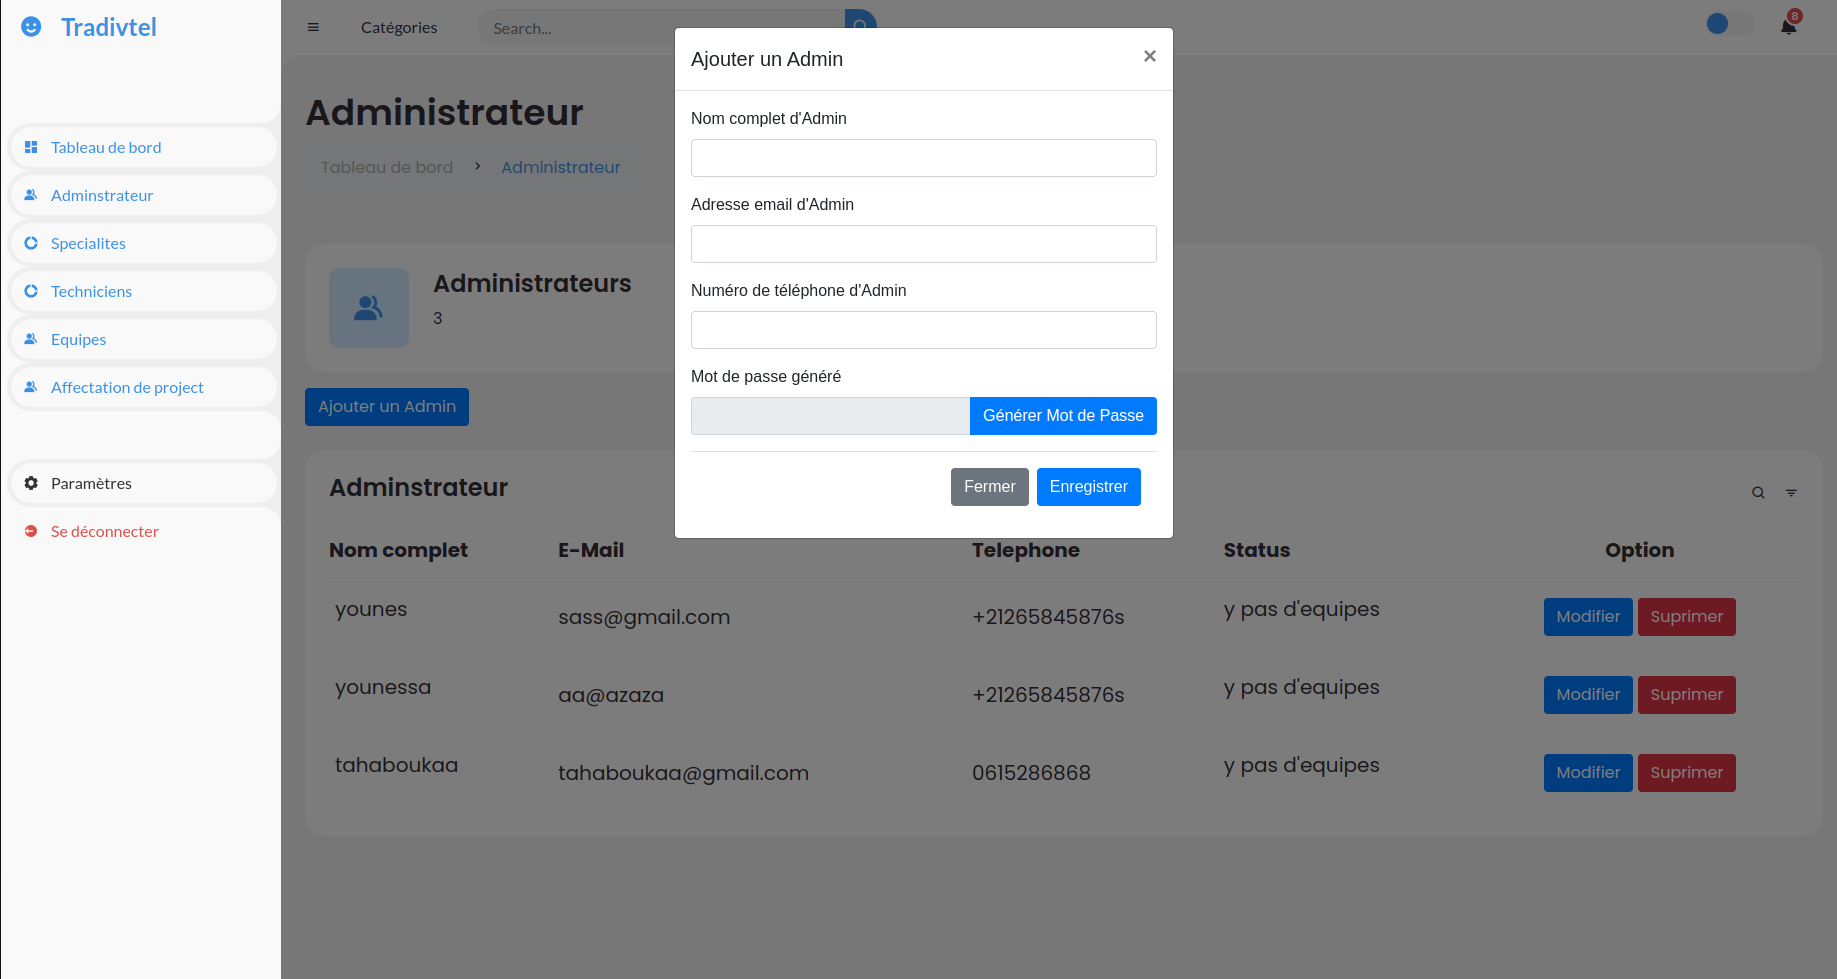 Tradivtel
Tableau de bord
Adminstrateur
Specialites
Techniciens
Equipes
Affectation de project
Paramètres
Se déconnecter
Catégories
Search...
8
Administrateur
Tableau de bord > Administrateur
Administrateurs
3
Ajouter un Admin
Ajouter un Admin ×
Nom complet d'Admin
Adresse email d'Admin
Numéro de téléphone d'Admin
Mot de passe généré
Générer Mot de Passe
Fermer Enregistrer
Adminstrateur
Nom complet E-Mail Telephone Status Option
younes sass@gmail.com +21265845876s y pas d'equipes Modifier Suprimer
younessa aa@azaza +21265845876s y pas d'equipes Modifier Suprimer
tahaboukaa tahaboukaa@gmail.com 0615286868 y pas d'equipes Modifier Suprimer